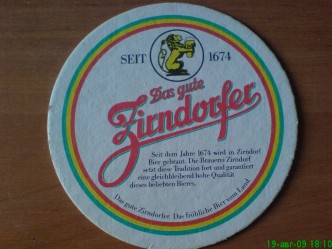 SEIT 1674
Das gute
Zirndorfer
Seit dem Jahre 1674 wird in Zirndorf
Bier gebraut. Die Brauerei Zirndorf
setzt diese Tradition fort und garantiert
eine gleichbleibend hohe Qualität
dieses beliebten Bieres.
Das gute Zirndorfer. Das fröhliche Bier vom Land.
19-авг-09 18:10